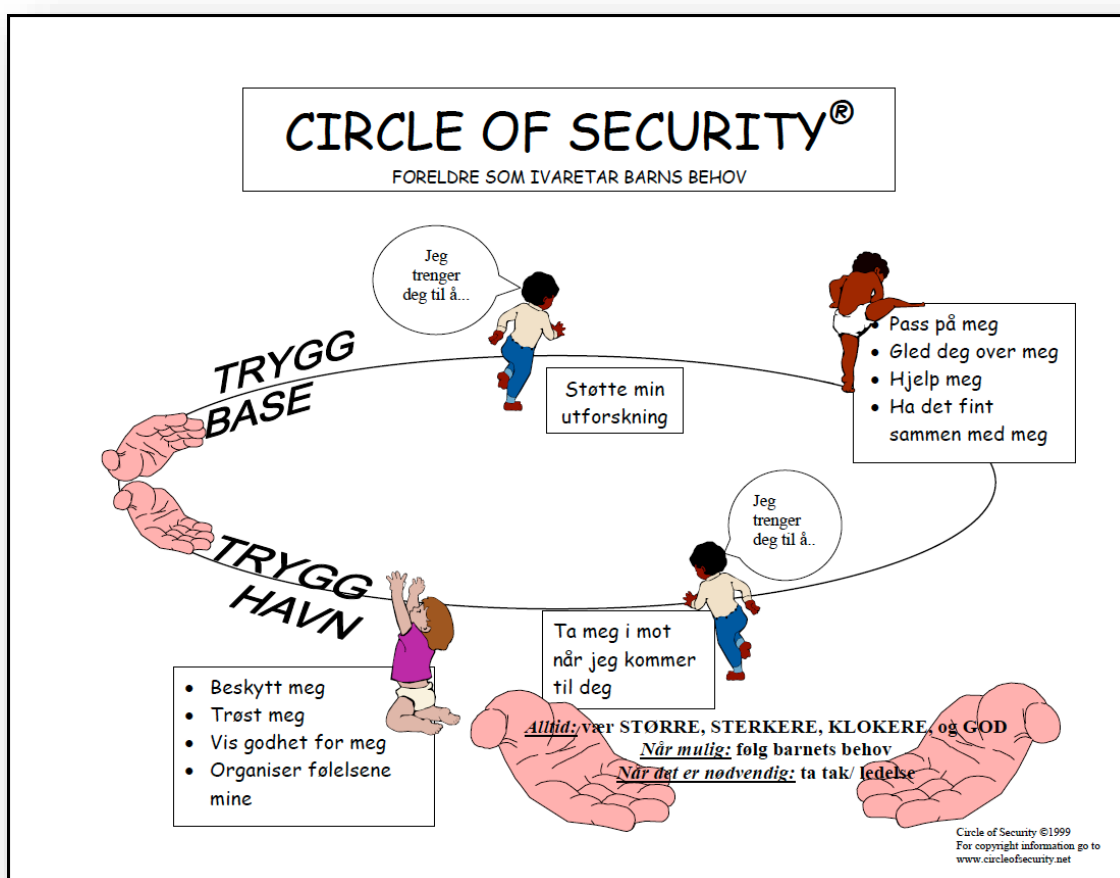 CIRCLE OF SECURITY®
FORELDRE SOM IVARETAR BARNS BEHOV
Jeg
trenger
deg til å...
TRYGG
BASE
Støtte min
utforskning
• Pass på meg
• Gled deg over meg
• Hjelp meg
• Ha det fint
sammen med meg
Jeg
trenger
deg til å..
TRYGG
HAVN
Ta meg i mot
når jeg kommer
til deg
• Beskytt meg
• Trøst meg
• Vis godhet for meg
• Organiser følelsene
mine
Alltid: vær STØRRE, STERKERE, KLOKERE, og GOD
Når mulig: følg barnets behov
Når det er nødvendig: ta tak/ ledelse
Circle of Security ©1999
For copyright information go to
www.circleofsecurity.net